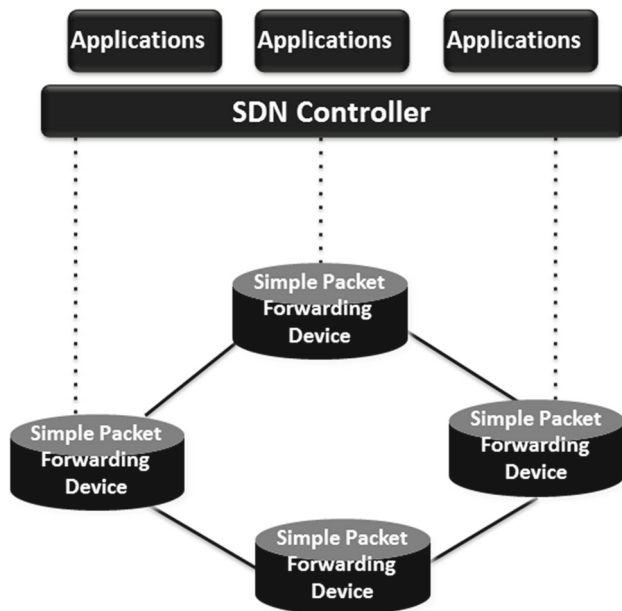 Applications Applications Applications
SDN Controller
Simple Packet
Forwarding
Device
Simple Packet
Forwarding
Device
Simple Packet
Forwarding
Device
Simple Packet
Forwarding
Device